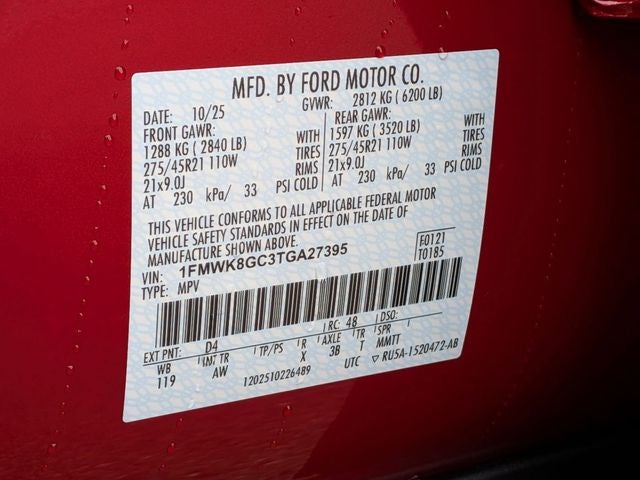 MFD. BY FORD MOTOR CO.
DATE: 10/25 GVWR: 2812 KG ( 6200 LB)
FRONT GAWR: REAR GAWR:
1288 KG ( 2840 LB) WITH 1597 KG ( 3520 LB) WITH
275/45R21 110W TIRES 275/45R21 110W TIRES
21x9.0J RIMS 21x9.0J RIMS
AT 230 kPa/ 33 PSI COLD AT 230 kPa/ 33 PSI COLD
THIS VEHICLE CONFORMS TO ALL APPLICABLE FEDERAL MOTOR
VEHICLE SAFETY STANDARDS IN EFFECT ON THE DATE OF
MANUFACTURE SHOWN ABOVE.
VIN: 1FMWK8GC3TGA27395 F0121
TYPE: MPV T0185
EXT PNT: D4 RC: 48 DSO:
WB INT TR TP/PS R AXLE TR SPR
119 AW X 3B T MMTT
1202510226489 UTC ▽ RU5A-1520472-AB